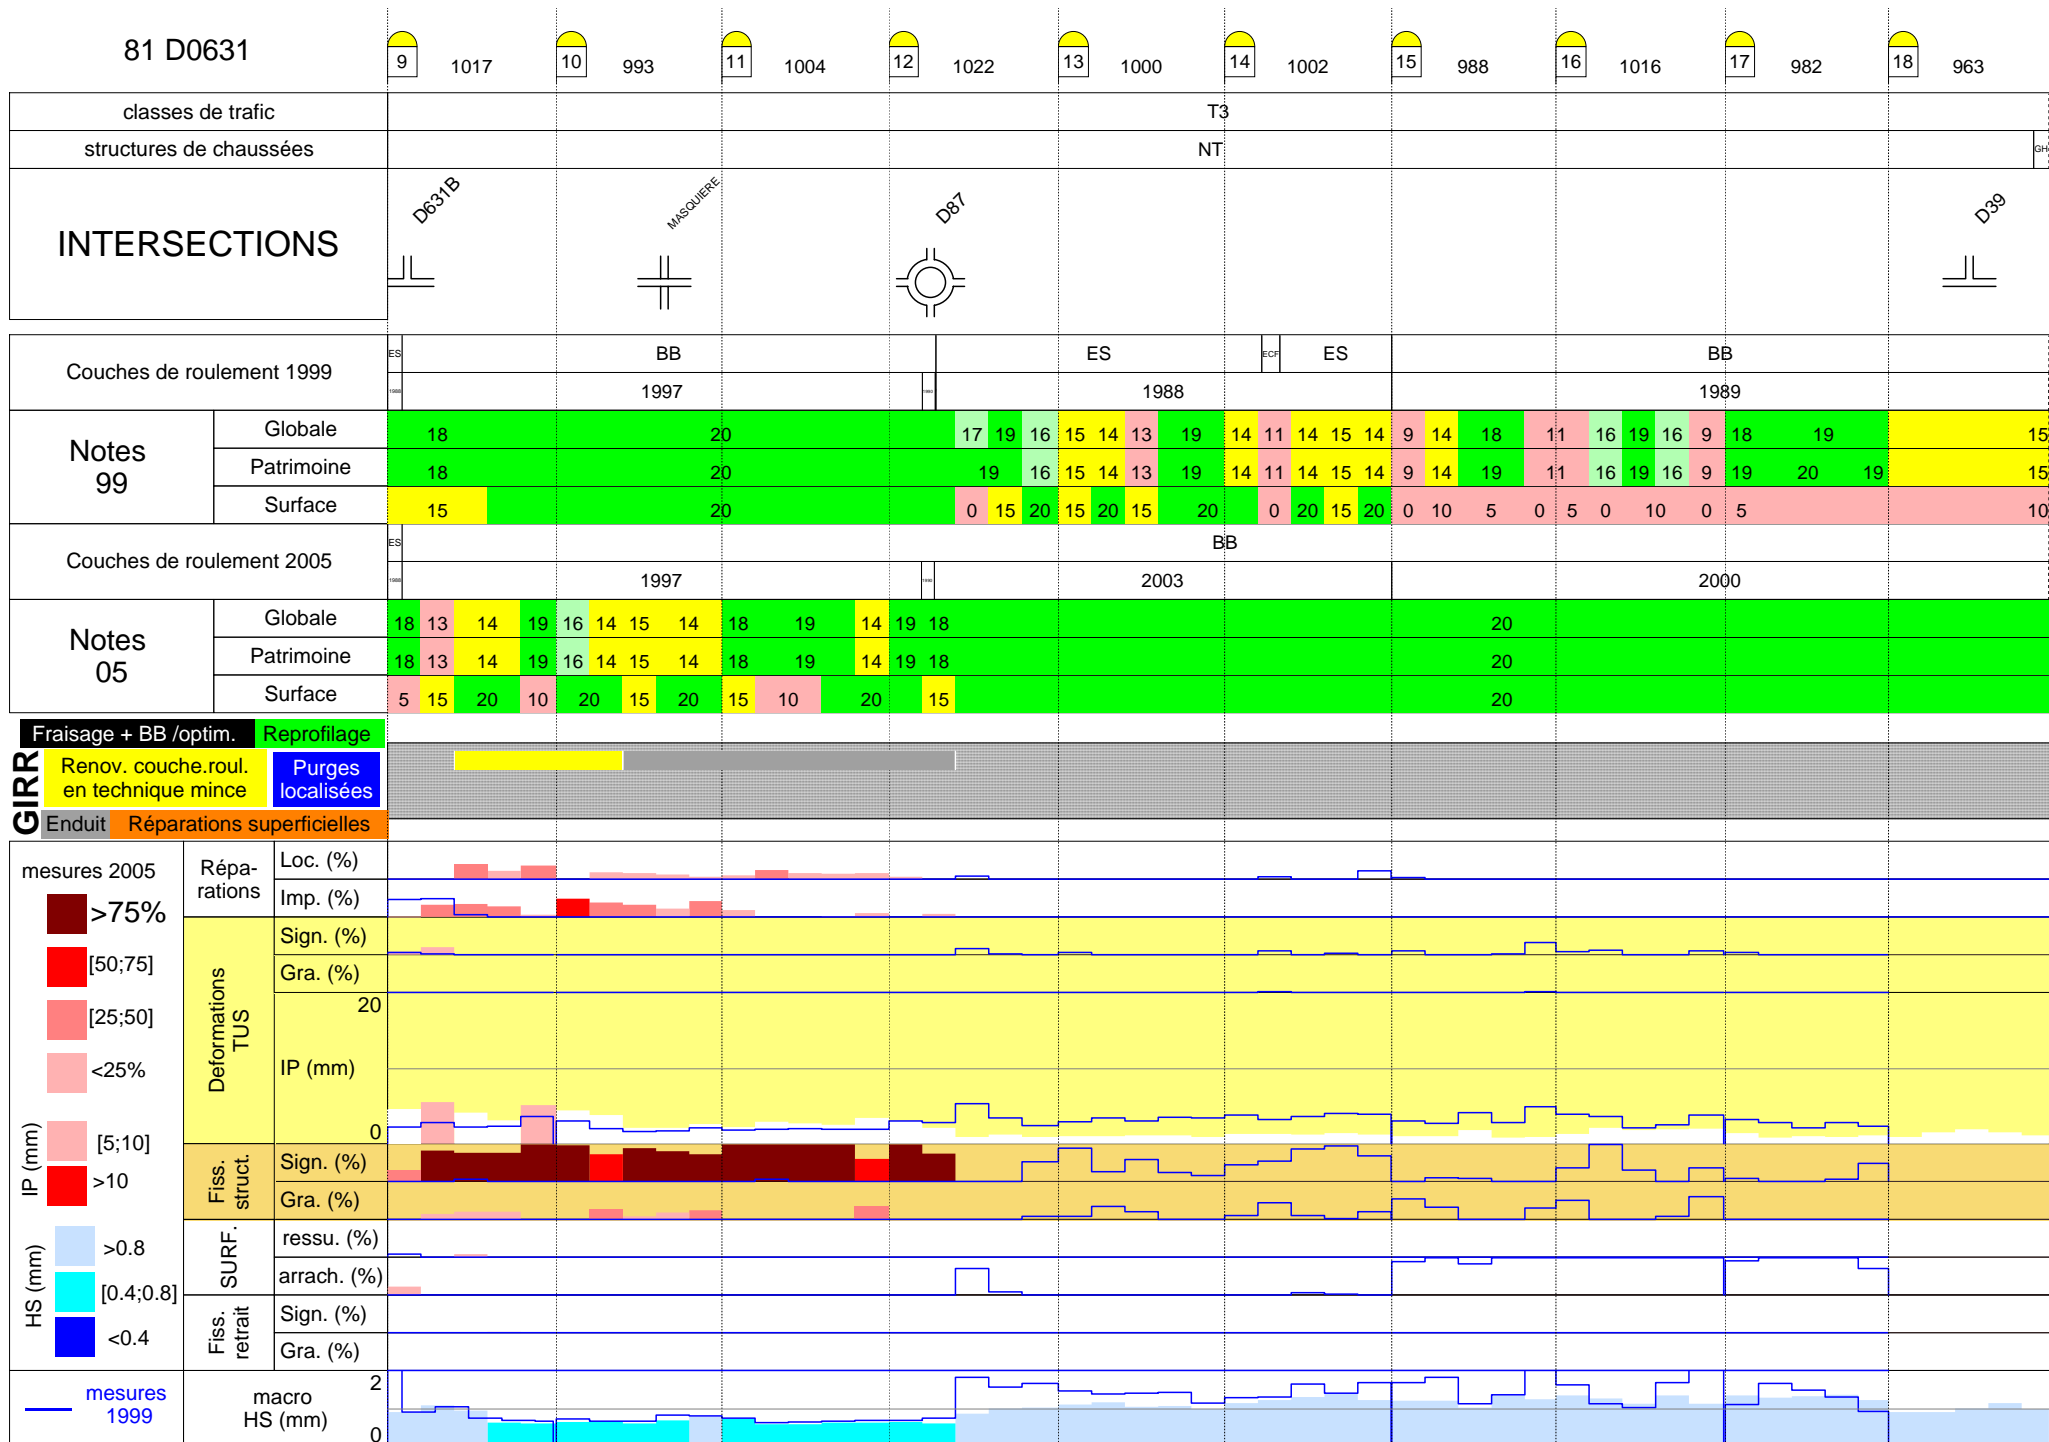 81 D0631
9 1017 10 993 11 1004 12 1022 13 1000 14 1002 15 988 16 1016 17 982 18 963
classes de trafic T3
structures de chaussées NT GH
D631B MASQUIERE D87 D39
INTERSECTIONS
Couches de roulement 1999
ES BB ES ECF ES BB
1988 1997 1988 1989
Notes 99
Globale 18 20 17 19 16 15 14 13 19 14 11 14 15 14 9 14 18 11 16 19 16 9 18 19 15
Patrimoine 18 20 19 16 15 14 13 19 14 11 14 15 14 9 14 19 11 16 19 16 9 19 20 19 15
Surface 15 20 0 15 20 15 20 15 20 0 20 15 20 0 10 5 0 5 0 10 0 5 10
Couches de roulement 2005
ES BB
1988 1997 2003 2000
Notes 05
Globale 18 13 14 19 16 14 15 14 18 19 14 19 18 20
Patrimoine 18 13 14 19 16 14 15 14 18 19 14 19 18 20
Surface 5 15 20 10 20 15 20 15 10 20 15 20
GIRR
Fraisage + BB /optim. Reprofilage
Renov. couche.roul. en technique mince
Purges localisées
Enduit Réparations superficielles
mesures 2005
>75%
[50;75]
[25;50]
<25%
IP (mm)
[5;10]
>10
HS (mm)
>0.8
[0.4;0.8]
<0.4
mesures 1999
Répa-
rations
Loc. (%)
Imp. (%)
Deformations TUS
Sign. (%)
Gra. (%)
20
IP (mm)
0
Fiss. struct.
Sign. (%)
Gra. (%)
SURF.
ressu. (%)
arrach. (%)
Fiss. retrait
Sign. (%)
Gra. (%)
macro
HS (mm)
2
0